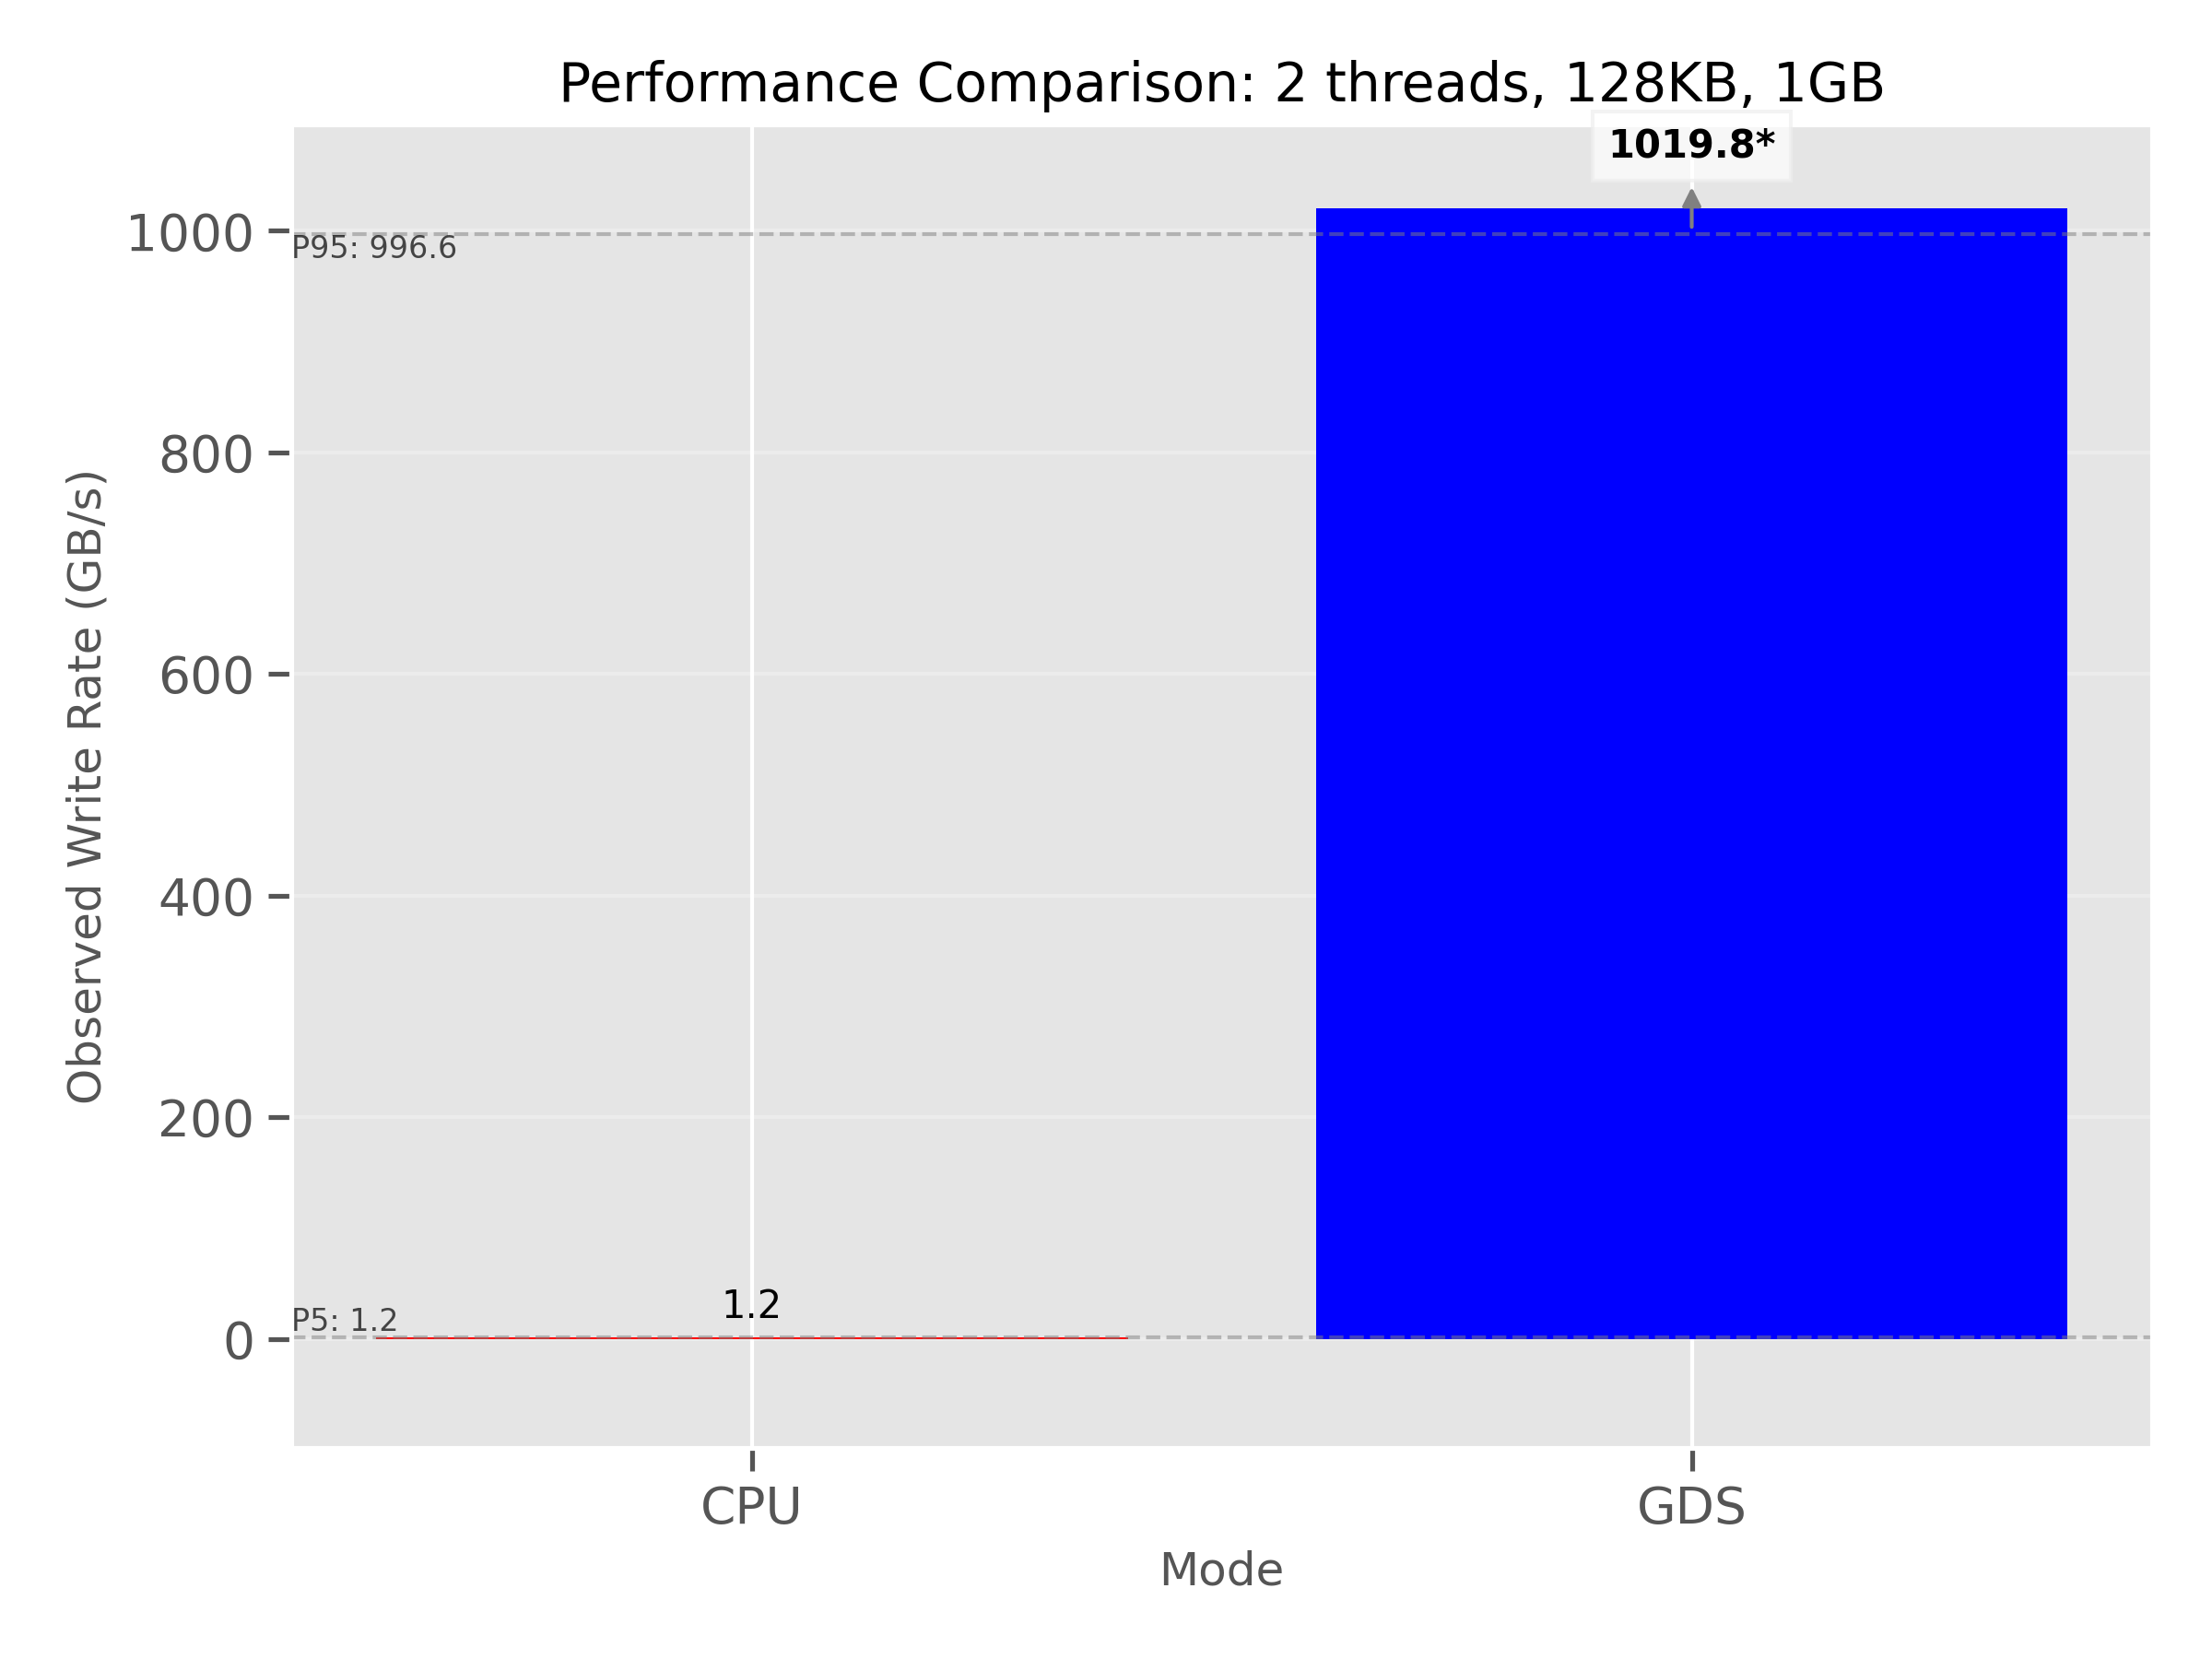 Performance Comparison: 2 threads, 128KB, 1GB
1019.8*
1000
P95: 996.6
800
600
400
200
1.2
P5: 1.2
0
Observed Write Rate (GB/s)
CPU
GDS
Mode